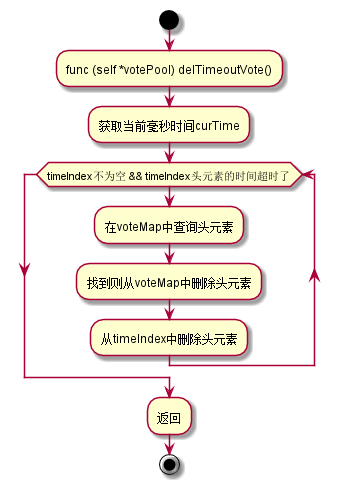 func (self *votePool) delTimeoutVote()
获取当前毫秒时间curTime
timeIndex不为空 && timeIndex头元素的时间超时了
在voteMap中查询头元素
找到则从voteMap中删除头元素
从timeIndex中删除头元素
返回